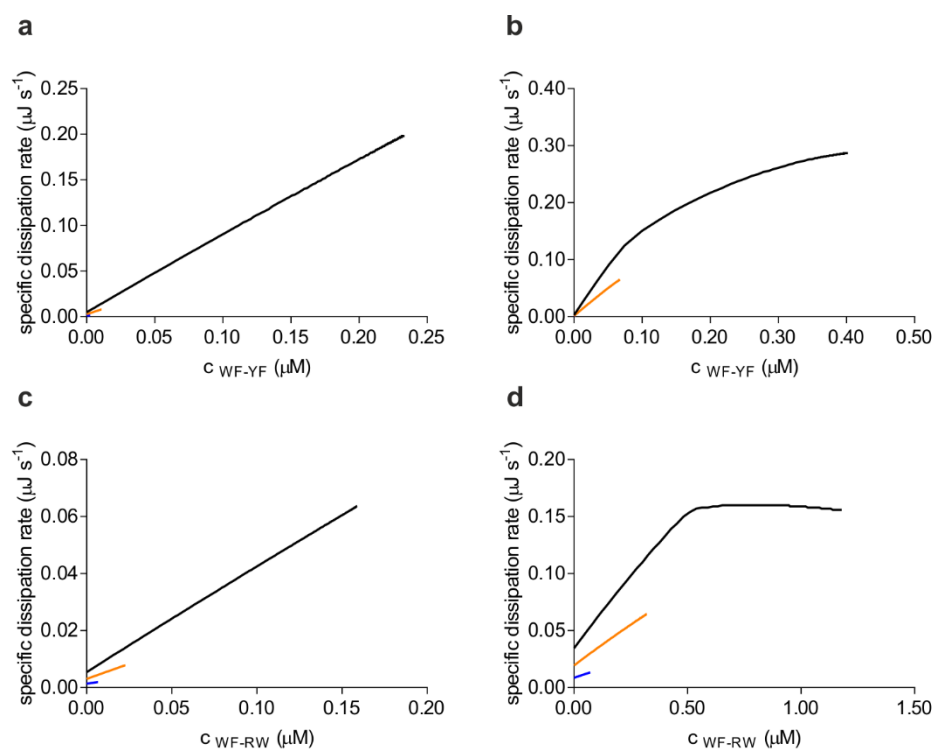 a
specific dissipation rate (μJ s⁻¹)
0.25
0.20
0.15
0.10
0.05
0.00
0.00 0.05 0.10 0.15 0.20 0.25
c WF-YF (μM)
b
specific dissipation rate (μJ s⁻¹)
0.40
0.30
0.20
0.10
0.00
0.00 0.10 0.20 0.30 0.40 0.50
c WF-YF (μM)
c
specific dissipation rate (μJ s⁻¹)
0.08
0.06
0.04
0.02
0.00
0.00 0.05 0.10 0.15 0.20
c WF-RW (μM)
d
specific dissipation rate (μJ s⁻¹)
0.20
0.15
0.10
0.05
0.00
0.00 0.50 1.00 1.50
c WF-RW (μM)